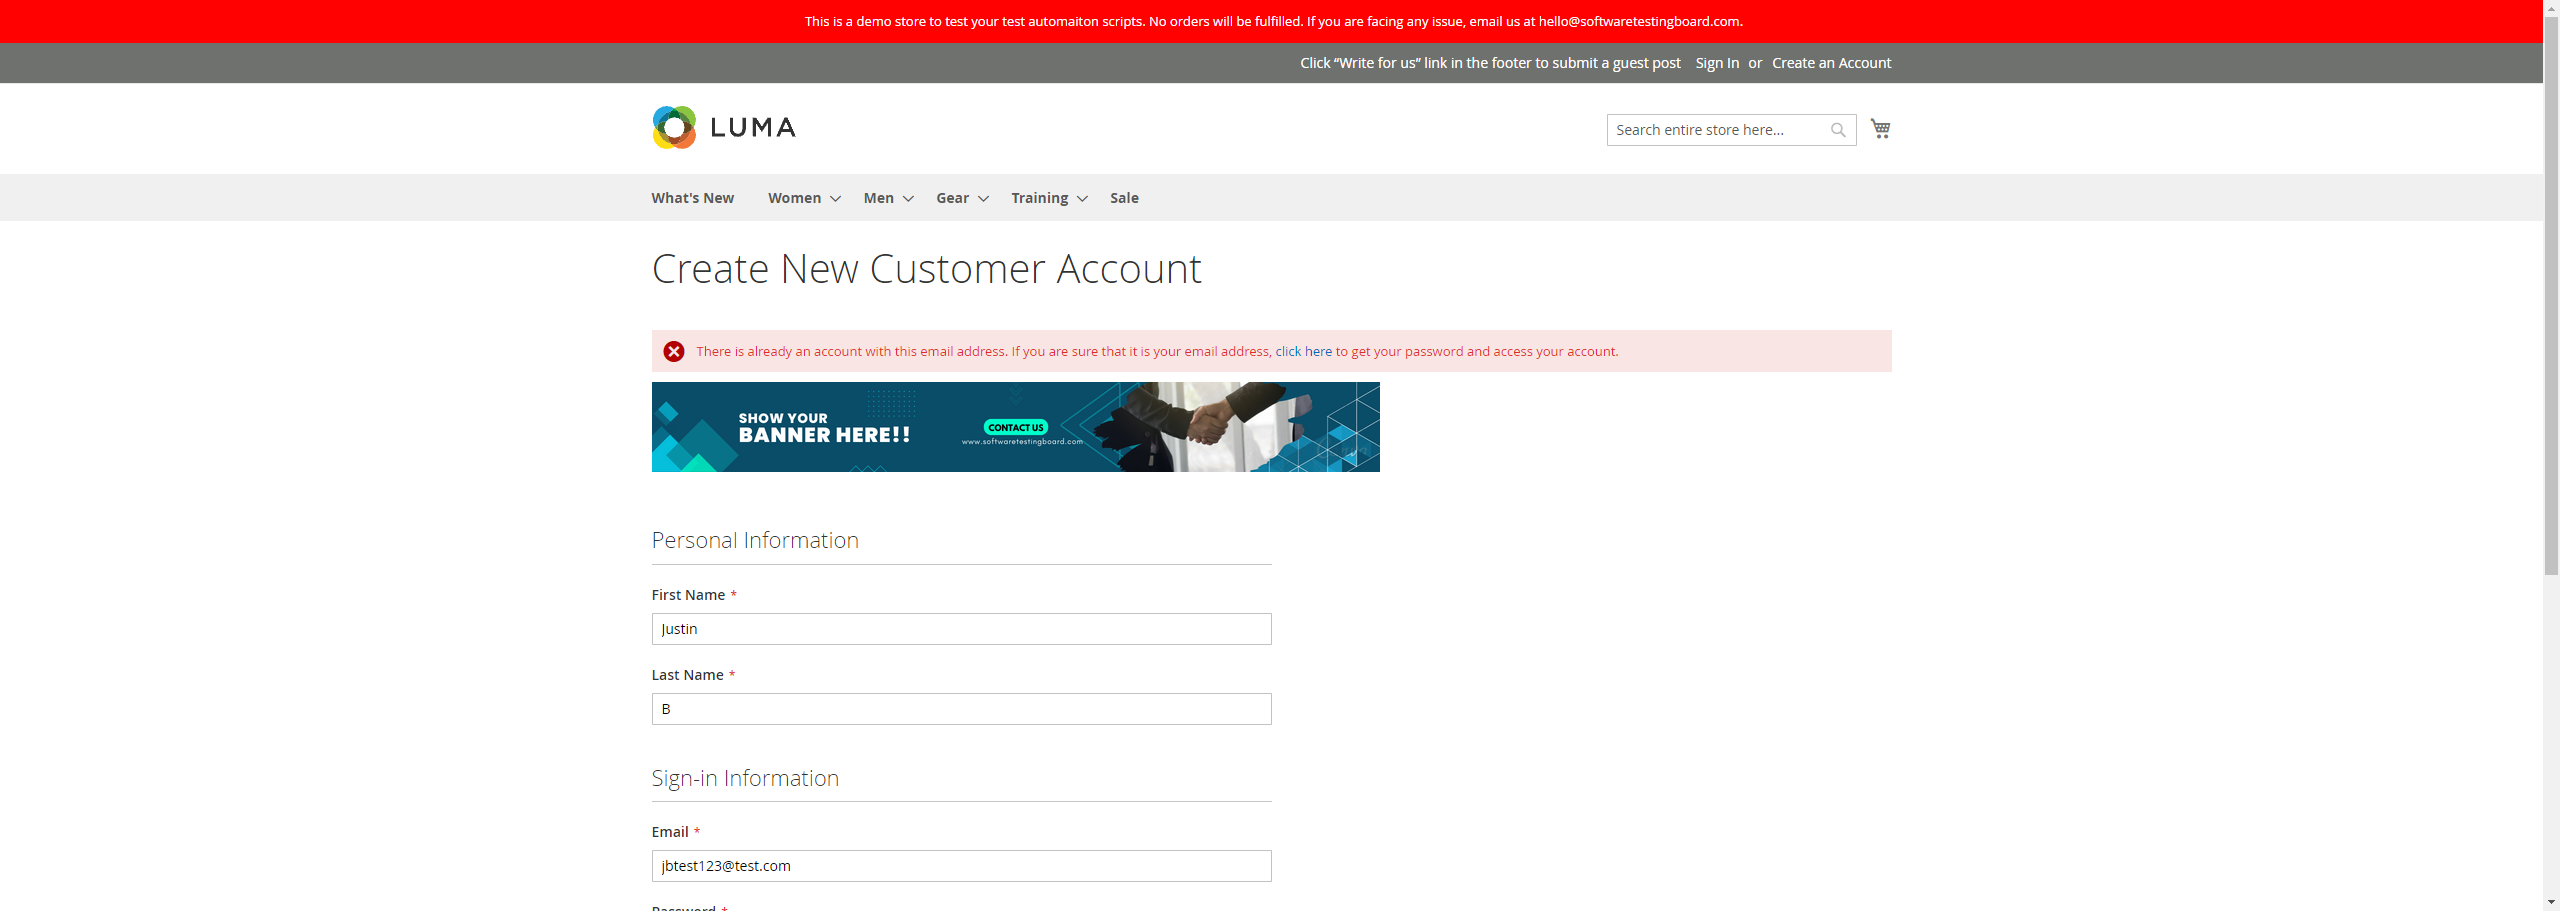 This is a demo store to test your test automaiton scripts. No orders will be fulfilled. If you are facing any issue, email us at hello@softwaretestingboard.com.
Click “Write for us” link in the footer to submit a guest post Sign In or Create an Account
LUMA
Search entire store here...
What's New Women Men Gear Training Sale
Create New Customer Account
There is already an account with this email address. If you are sure that it is your email address, click here to get your password and access your account.
SHOW YOUR
BANNER HERE!!
CONTACT US
www.softwaretestingboard.com
Personal Information
First Name *
Justin
Last Name *
B
Sign-in Information
Email *
jbtest123@test.com
Password *